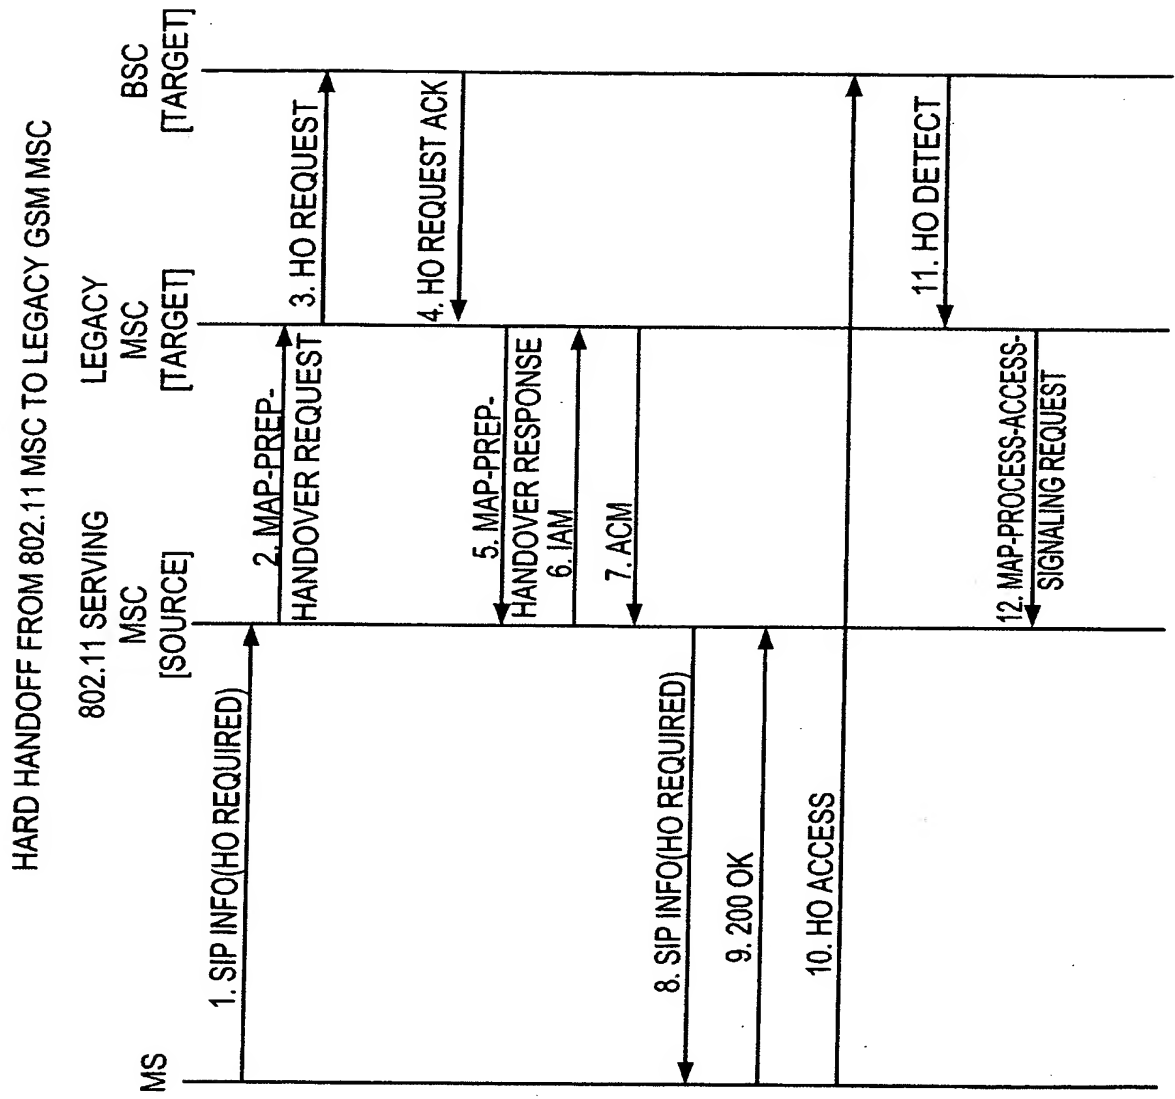 HARD HANDOFF FROM 802.11 MSC TO LEGACY GSM MSC
MS
802.11 SERVING
MSC
[SOURCE]
LEGACY
MSC
[TARGET]
BSC
[TARGET]
1. SIP INFO(HO REQUIRED)
2. MAP-PREP-
HANDOVER REQUEST
3. HO REQUEST
4. HO REQUEST ACK
5. MAP-PREP-
HANDOVER RESPONSE
6. IAM
7. ACM
8. SIP INFO(HO REQUIRED)
9. 200 OK
10. HO ACCESS
11. HO DETECT
12. MAP-PROCESS-ACCESS-
SIGNALING REQUEST